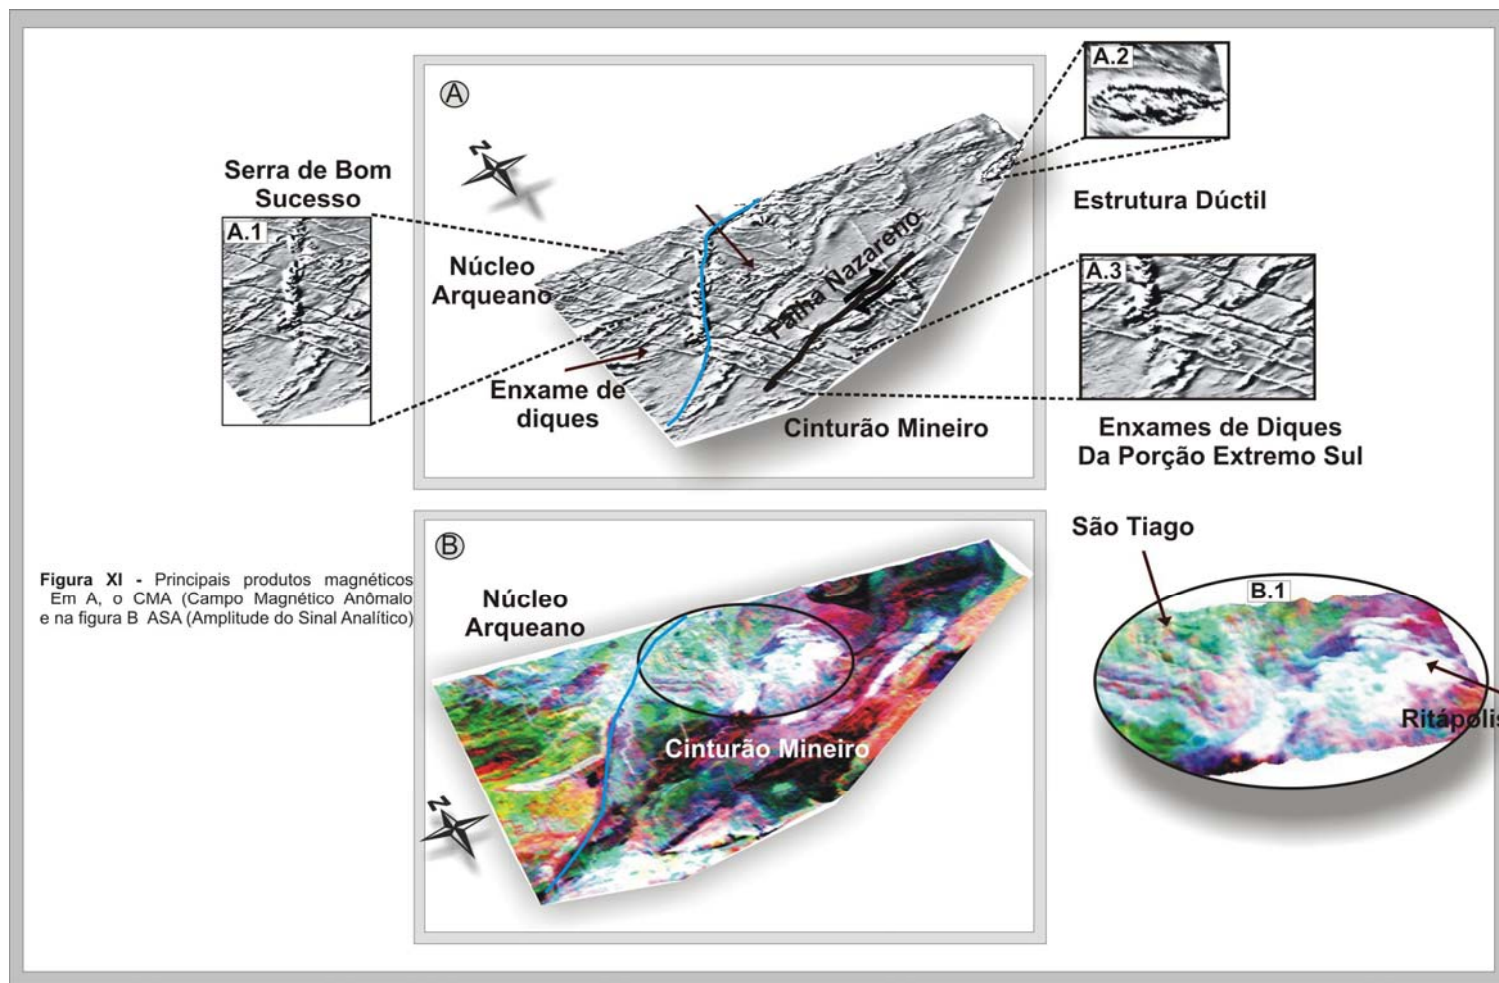 A
A.2
N
Serra de Bom
Sucesso
A.1
Estrutura Dúctil
Núcleo
Arqueano
Falha Nazareno
A.3
Enxame de
diques
Cinturão Mineiro
Enxames de Diques
Da Porção Extremo Sul
B
São Tiago
Figura XI - Principais produtos magnéticos
Em A, o CMA (Campo Magnético Anômalo
e na figura B ASA (Amplitude do Sinal Analítico)
Núcleo
Arqueano
B.1
Ritápolis
Cinturão Mineiro
N